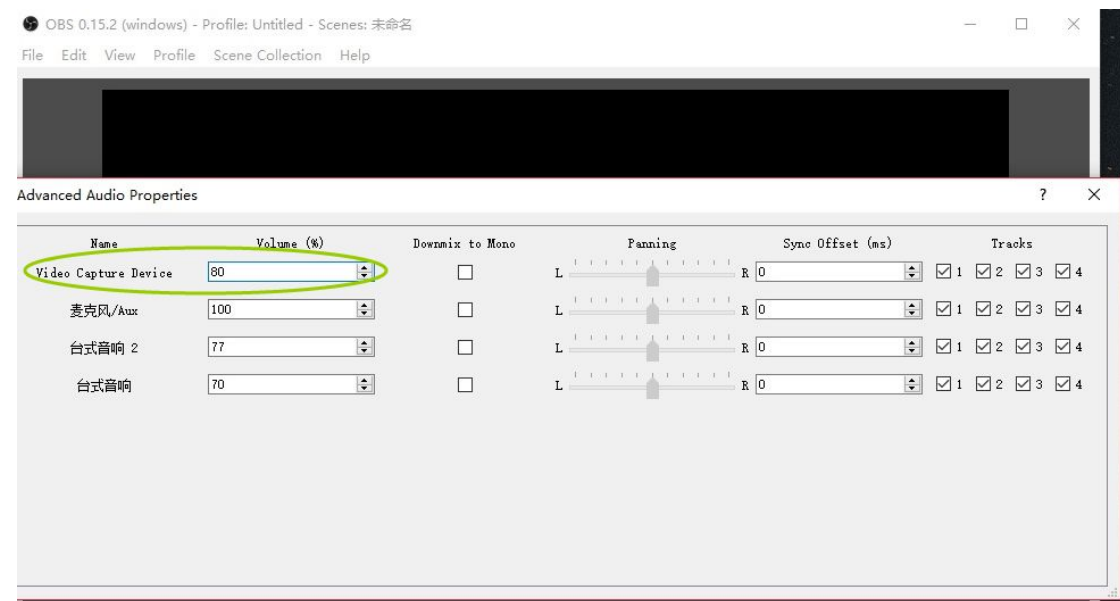 OBS 0.15.2 (windows) - Profile: Untitled - Scenes: 未命名
File Edit View Profile Scene Collection Help
Advanced Audio Properties ?
Name Volume (%) Downmix to Mono Panning Sync Offset (ms) Tracks
Video Capture Device 80 L R 0 1 2 3 4
麦克风/Aux 100 L R 0 1 2 3 4
台式音响 2 77 L R 0 1 2 3 4
台式音响 70 L R 0 1 2 3 4